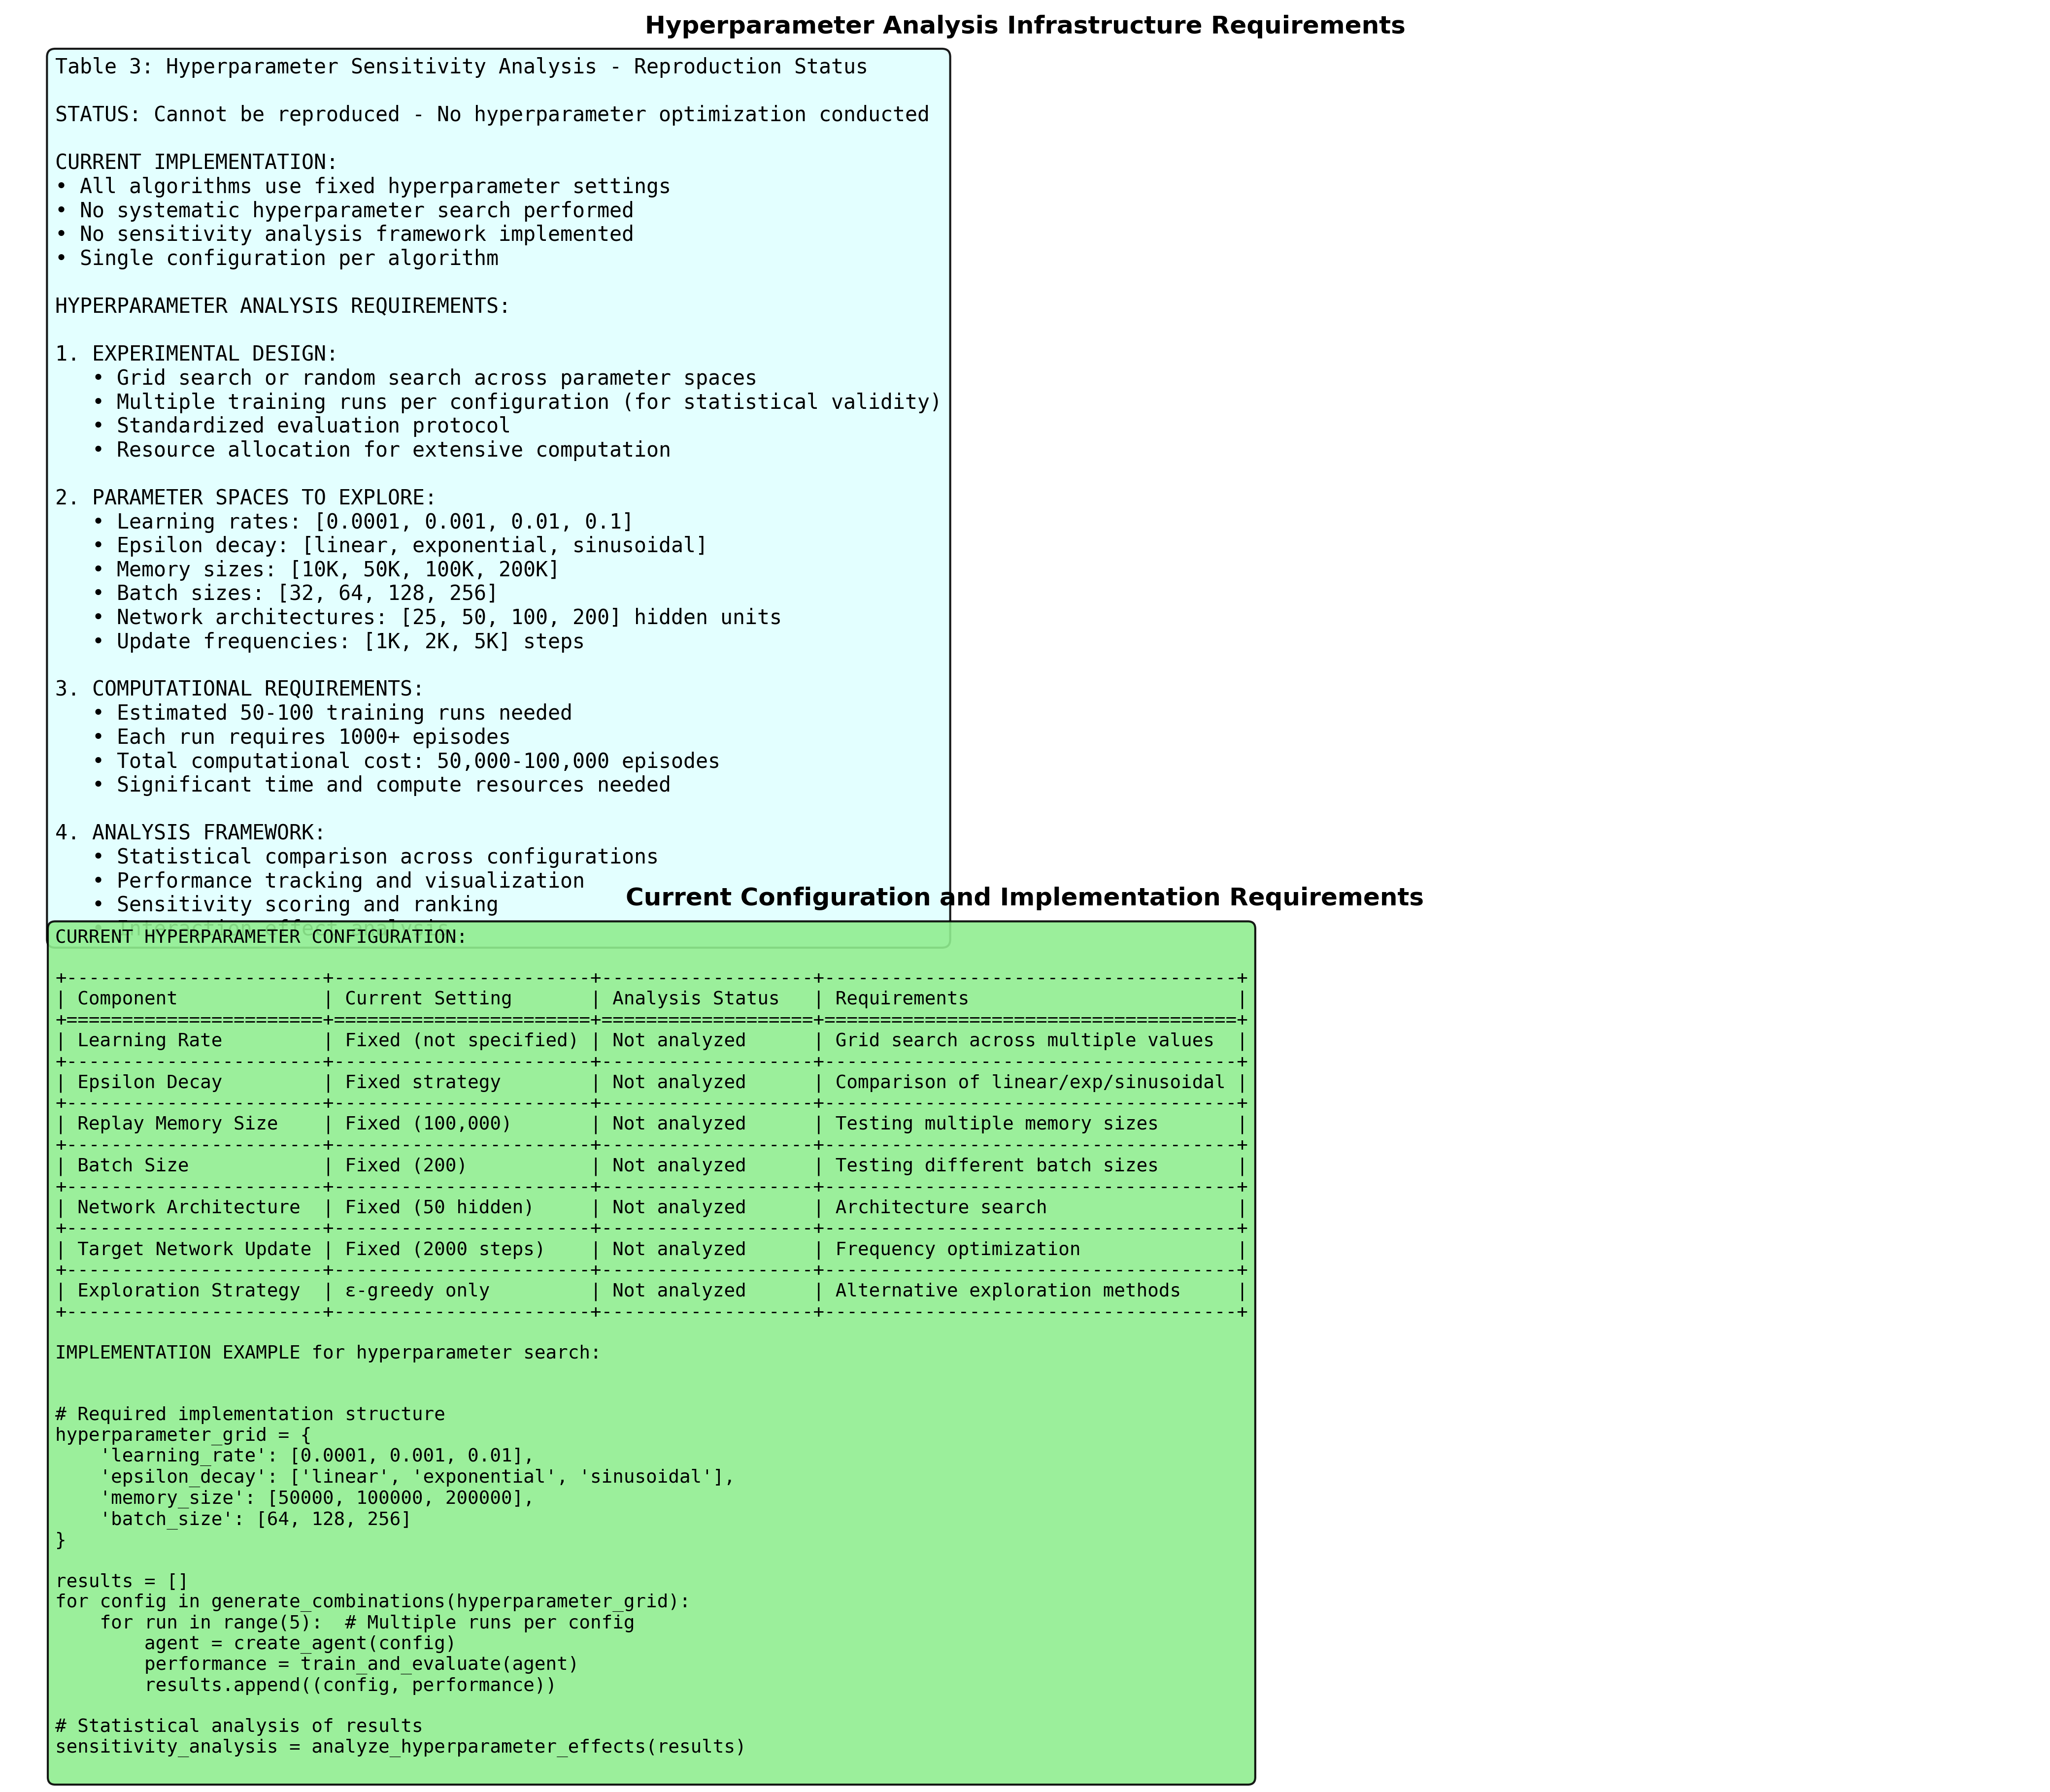 Hyperparameter Analysis Infrastructure Requirements
Table 3: Hyperparameter Sensitivity Analysis - Reproduction Status
STATUS: Cannot be reproduced - No hyperparameter optimization conducted
CURRENT IMPLEMENTATION:
• All algorithms use fixed hyperparameter settings
• No systematic hyperparameter search performed
• No sensitivity analysis framework implemented
• Single configuration per algorithm
HYPERPARAMETER ANALYSIS REQUIREMENTS:
1. EXPERIMENTAL DESIGN:
   • Grid search or random search across parameter spaces
   • Multiple training runs per configuration (for statistical validity)
   • Standardized evaluation protocol
   • Resource allocation for extensive computation
2. PARAMETER SPACES TO EXPLORE:
   • Learning rates: [0.0001, 0.001, 0.01, 0.1]
   • Epsilon decay: [linear, exponential, sinusoidal]
   • Memory sizes: [10K, 50K, 100K, 200K]
   • Batch sizes: [32, 64, 128, 256]
   • Network architectures: [25, 50, 100, 200] hidden units
   • Update frequencies: [1K, 2K, 5K] steps
3. COMPUTATIONAL REQUIREMENTS:
   • Estimated 50-100 training runs needed
   • Each run requires 1000+ episodes
   • Total computational cost: 50,000-100,000 episodes
   • Significant time and compute resources needed
4. ANALYSIS FRAMEWORK:
   • Statistical comparison across configurations
   • Performance tracking and visualization
   • Sensitivity scoring and ranking
Current Configuration and Implementation Requirements
CURRENT HYPERPARAMETER CONFIGURATION:
+-----------------------+-----------------------+-------------------+-------------------------------------+
| Component             | Current Setting       | Analysis Status   | Requirements                        |
+=======================+=======================+===================+=====================================+
| Learning Rate         | Fixed (not specified) | Not analyzed      | Grid search across multiple values  |
+-----------------------+-----------------------+-------------------+-------------------------------------+
| Epsilon Decay         | Fixed strategy        | Not analyzed      | Comparison of linear/exp/sinusoidal |
+-----------------------+-----------------------+-------------------+-------------------------------------+
| Replay Memory Size    | Fixed (100,000)       | Not analyzed      | Testing multiple memory sizes       |
+-----------------------+-----------------------+-------------------+-------------------------------------+
| Batch Size            | Fixed (200)           | Not analyzed      | Testing different batch sizes       |
+-----------------------+-----------------------+-------------------+-------------------------------------+
| Network Architecture  | Fixed (50 hidden)     | Not analyzed      | Architecture search                 |
+-----------------------+-----------------------+-------------------+-------------------------------------+
| Target Network Update | Fixed (2000 steps)    | Not analyzed      | Frequency optimization              |
+-----------------------+-----------------------+-------------------+-------------------------------------+
| Exploration Strategy  | ε-greedy only         | Not analyzed      | Alternative exploration methods     |
+-----------------------+-----------------------+-------------------+-------------------------------------+
IMPLEMENTATION EXAMPLE for hyperparameter search:
# Required implementation structure
hyperparameter_grid = {
    'learning_rate': [0.0001, 0.001, 0.01],
    'epsilon_decay': ['linear', 'exponential', 'sinusoidal'],
    'memory_size': [50000, 100000, 200000],
    'batch_size': [64, 128, 256]
}
results = []
for config in generate_combinations(hyperparameter_grid):
    for run in range(5):  # Multiple runs per config
        agent = create_agent(config)
        performance = train_and_evaluate(agent)
        results.append((config, performance))
# Statistical analysis of results
sensitivity_analysis = analyze_hyperparameter_effects(results)